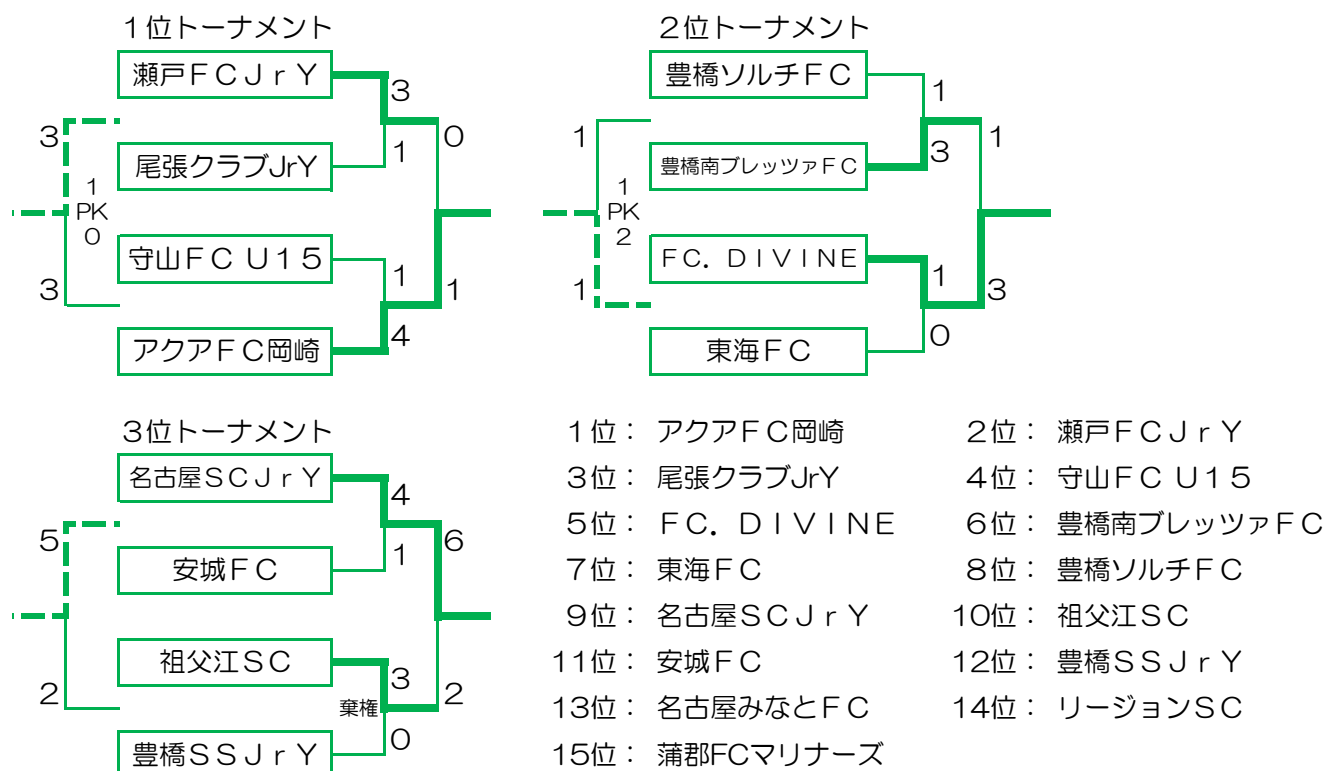 1位トーナメント
瀬戸FCJrY
3
3
0
尾張クラブJrY
1
1
PK
0
守山FC U15
1
3
1
アクアFC岡崎
4
2位トーナメント
豊橋ソルチFC
1
1
1
豊橋南ブレッツァFC
3
1
PK
2
FC.DIVINE
1
1
3
東海FC
0
3位トーナメント
名古屋SCJrY
4
5
6
安城FC
1
祖父江SC
3
2
棄権
2
豊橋SSJrY
0
1位: アクアFC岡崎 2位: 瀬戸FCJrY
3位: 尾張クラブJrY 4位: 守山FC U15
5位: FC.DIVINE 6位: 豊橋南ブレッツァFC
7位: 東海FC 8位: 豊橋ソルチFC
9位: 名古屋SCJrY 10位: 祖父江SC
11位: 安城FC 12位: 豊橋SSJrY
13位: 名古屋みなとFC 14位: リージョンSC
15位: 蒲郡FCマリナーズ